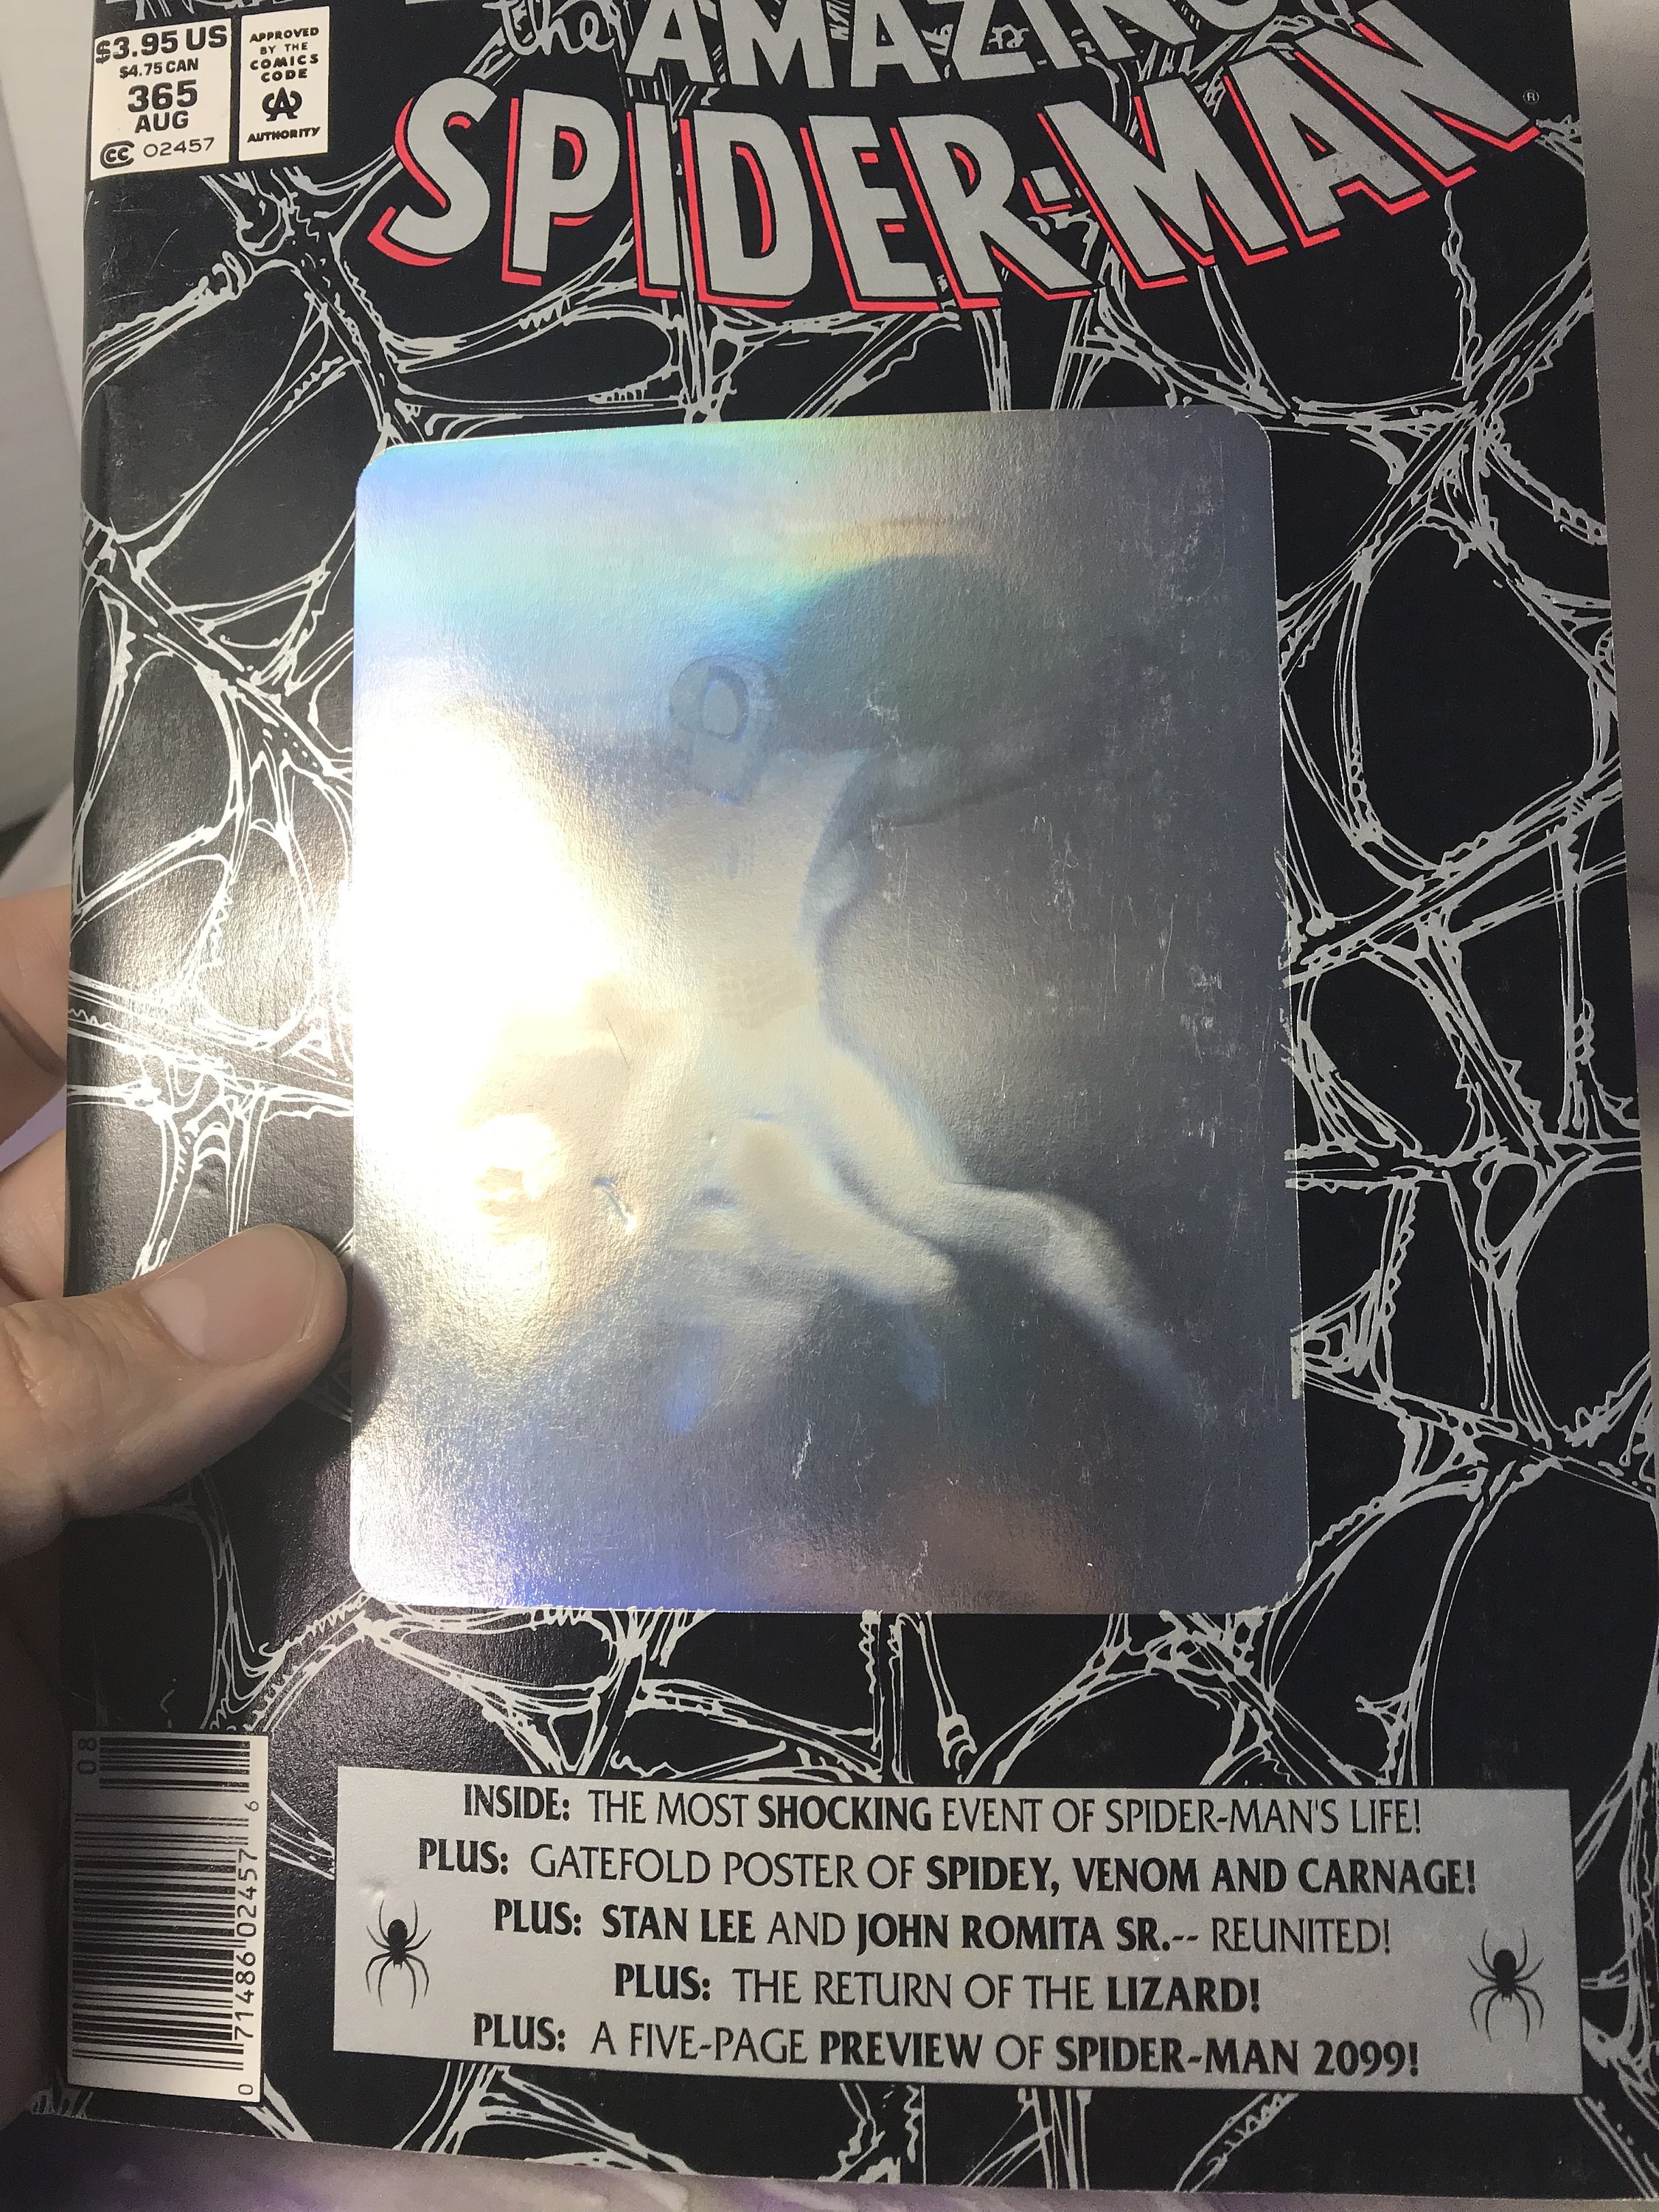 $3.95 US
$4.75 CAN
365
AUG
CC 02457
APPROVED
BY THE
COMICS
CODE
CA
AUTHORITY
the AMAZING
SPIDER-MAN®
INSIDE: THE MOST SHOCKING EVENT OF SPIDER-MAN'S LIFE!
PLUS: GATEFOLD POSTER OF SPIDEY, VENOM AND CARNAGE!
PLUS: STAN LEE AND JOHN ROMITA SR.-- REUNITED!
PLUS: THE RETURN OF THE LIZARD!
PLUS: A FIVE-PAGE PREVIEW OF SPIDER-MAN 2099!
08
0 71486 02457 6